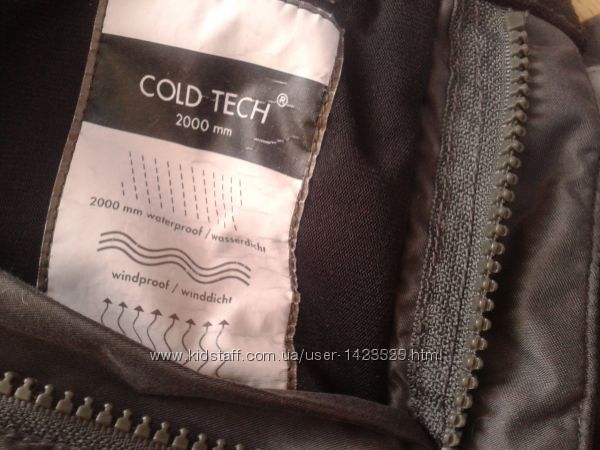 COLD TECH ®
2000 mm
2000 mm waterproof / wasserdicht
windproof / winddicht
www.kidstaff.com.ua/user-1423529.html